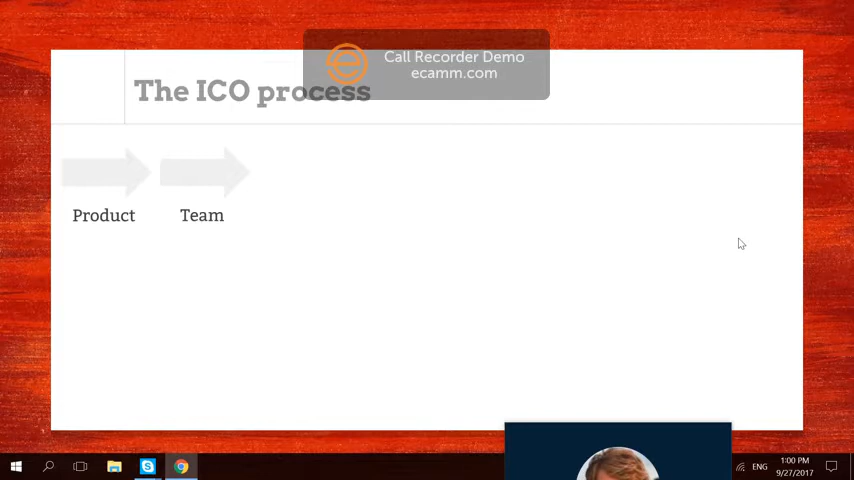 Call Recorder Demo
ecamm.com
The ICO process
Product
Team
ENG
1:00 PM
9/27/2017